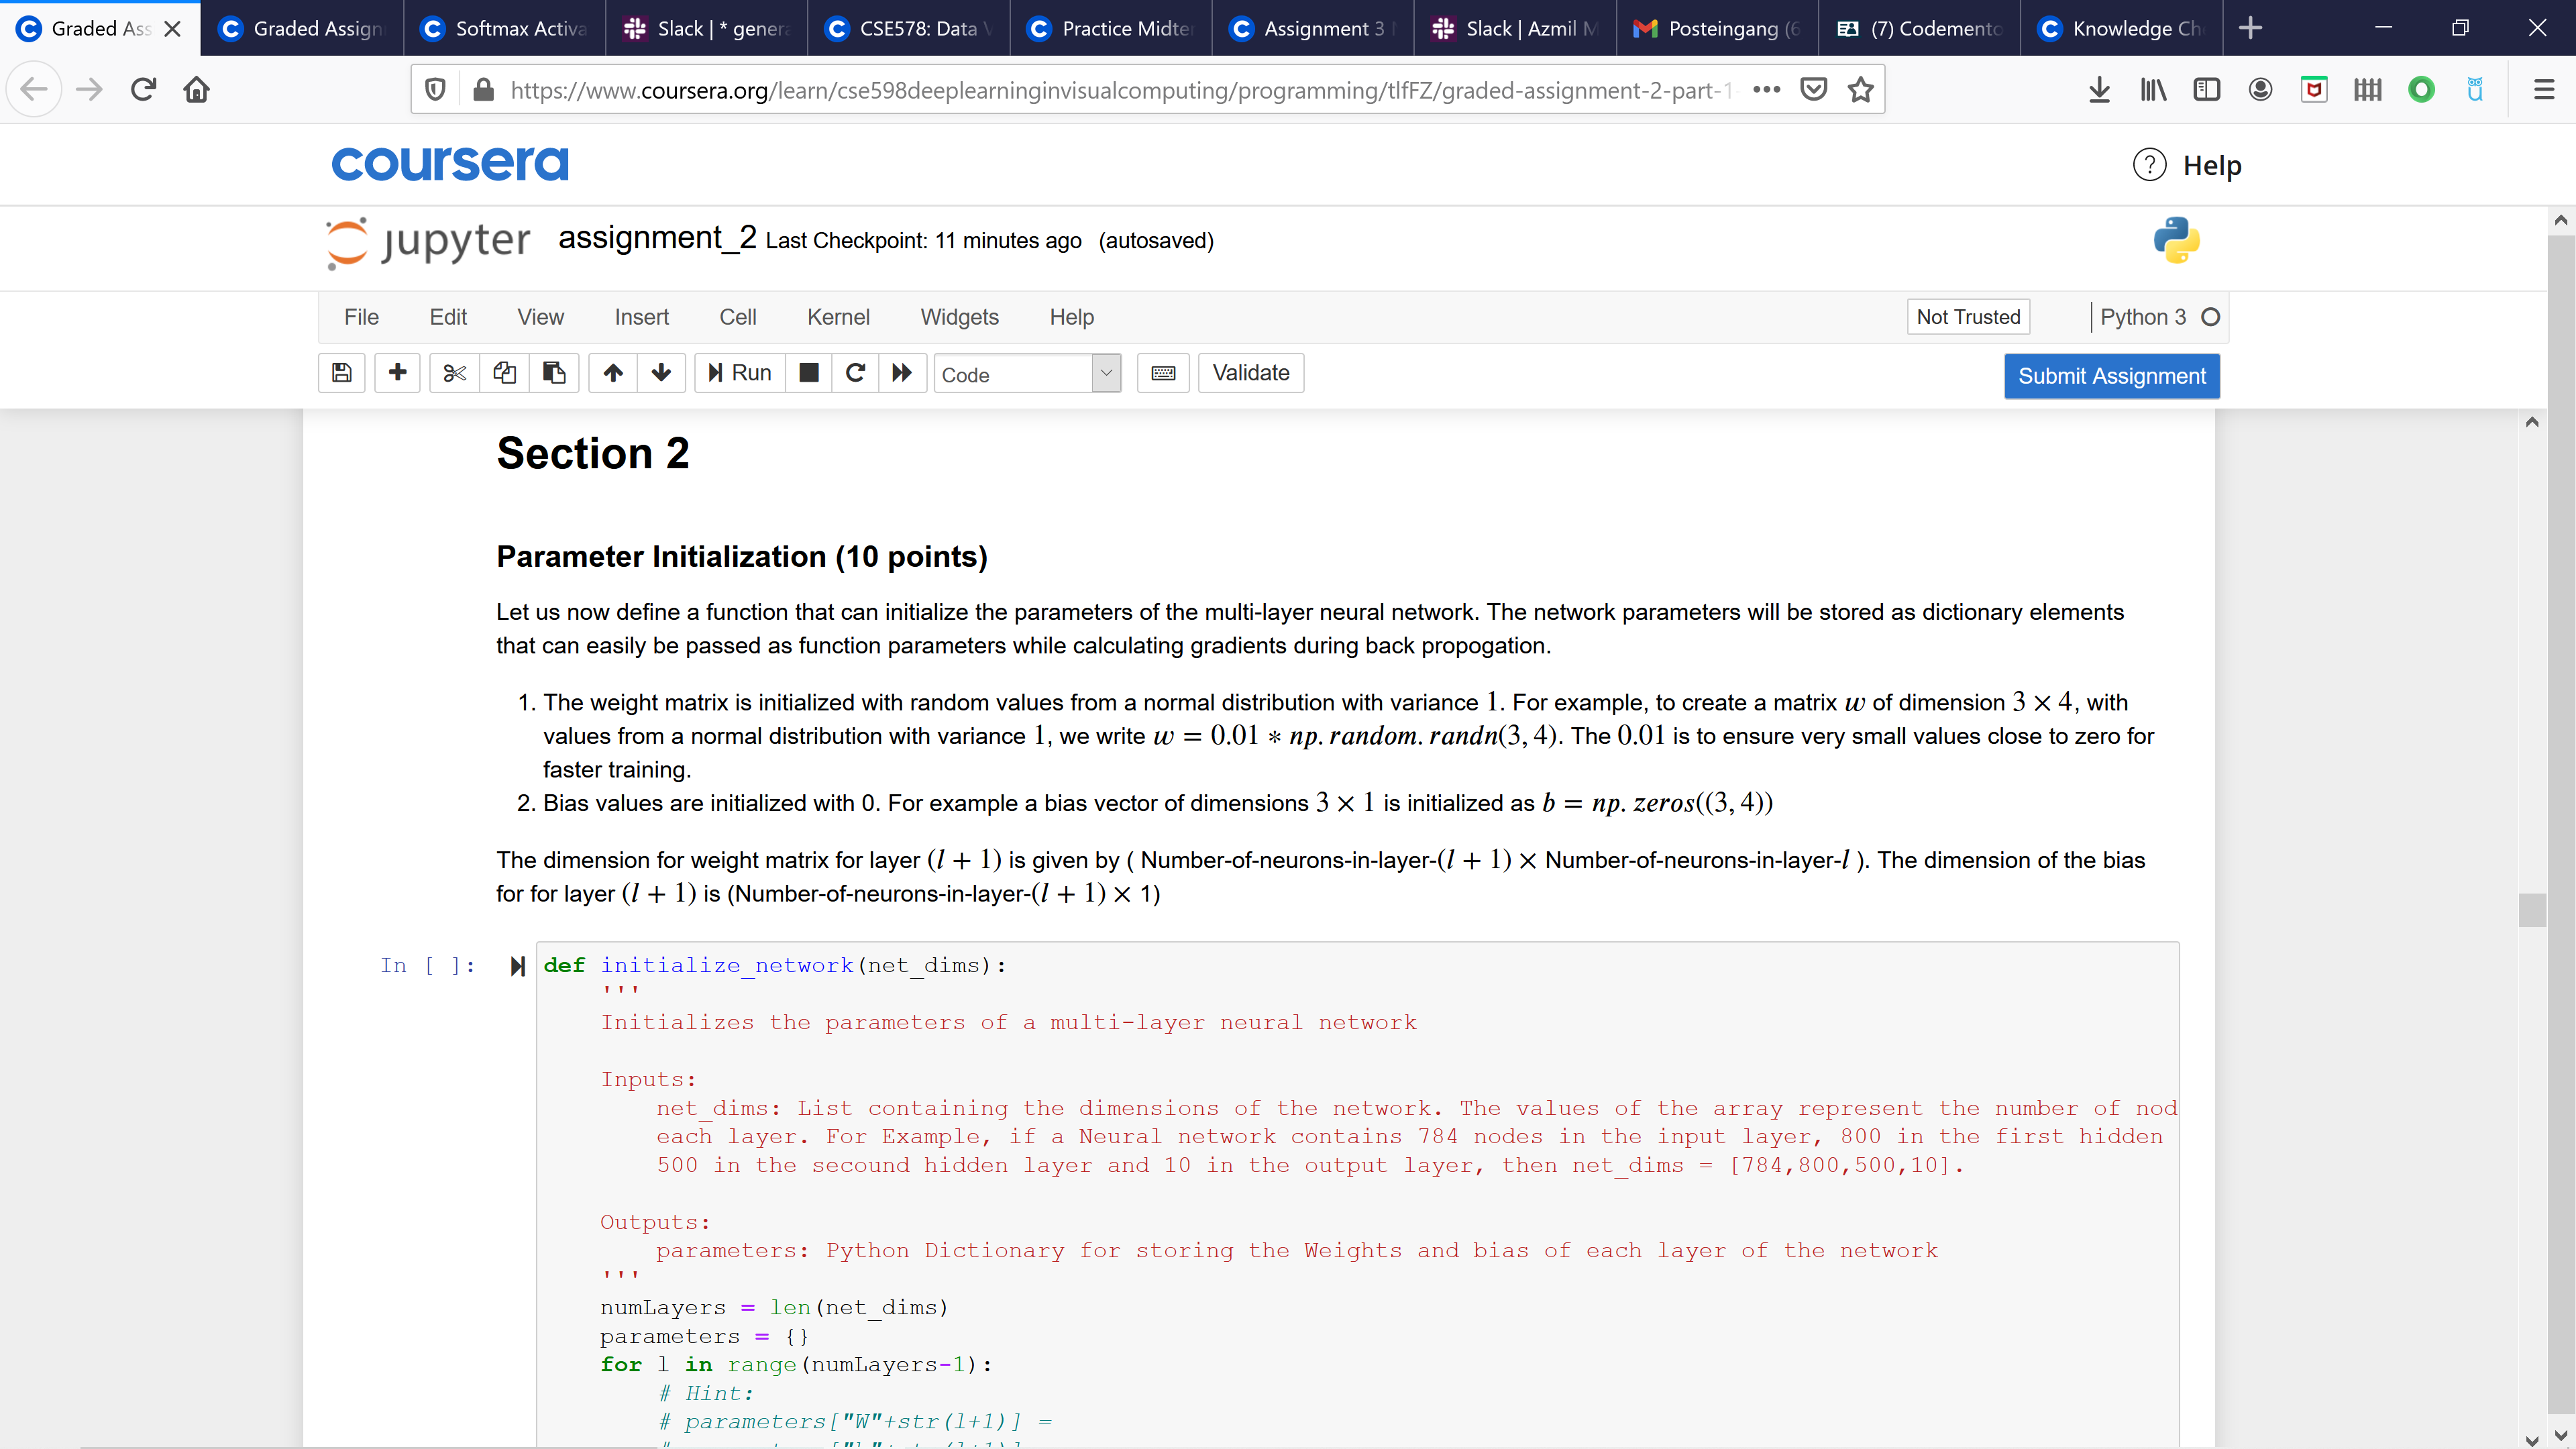 Graded Ass
Graded Assign
Softmax Activa
Slack | * genera
CSE578: Data V
Practice Midter
Assignment 3 N
Slack | Azmil M
Posteingang (6
(7) Codemento
Knowledge Ch
https://www.coursera.org/learn/cse598deeplearninginvisualcomputing/programming/tlfFZ/graded-assignment-2-part-1-
coursera
? Help
jupyter assignment_2 Last Checkpoint: 11 minutes ago (autosaved)
File Edit View Insert Cell Kernel Widgets Help Not Trusted Python 3
Run Code Validate Submit Assignment
Section 2
Parameter Initialization (10 points)
Let us now define a function that can initialize the parameters of the multi-layer neural network. The network parameters will be stored as dictionary elements
that can easily be passed as function parameters while calculating gradients during back propogation.
1. The weight matrix is initialized with random values from a normal distribution with variance 1. For example, to create a matrix w of dimension 3 × 4, with
values from a normal distribution with variance 1, we write w = 0.01 * np. random. randn(3, 4). The 0.01 is to ensure very small values close to zero for
faster training.
2. Bias values are initialized with 0. For example a bias vector of dimensions 3 × 1 is initialized as b = np. zeros((3, 4))
The dimension for weight matrix for layer (l + 1) is given by ( Number-of-neurons-in-layer-(l + 1) × Number-of-neurons-in-layer-l ). The dimension of the bias
for for layer (l + 1) is (Number-of-neurons-in-layer-(l + 1) × 1)
In [ ]: def initialize_network(net_dims):
'''
Initializes the parameters of a multi-layer neural network
Inputs:
net_dims: List containing the dimensions of the network. The values of the array represent the number of nod
each layer. For Example, if a Neural network contains 784 nodes in the input layer, 800 in the first hidden
500 in the secound hidden layer and 10 in the output layer, then net_dims = [784,800,500,10].
Outputs:
parameters: Python Dictionary for storing the Weights and bias of each layer of the network
'''
numLayers = len(net_dims)
parameters = {}
for l in range(numLayers-1):
# Hint:
# parameters["W"+str(l+1)] =